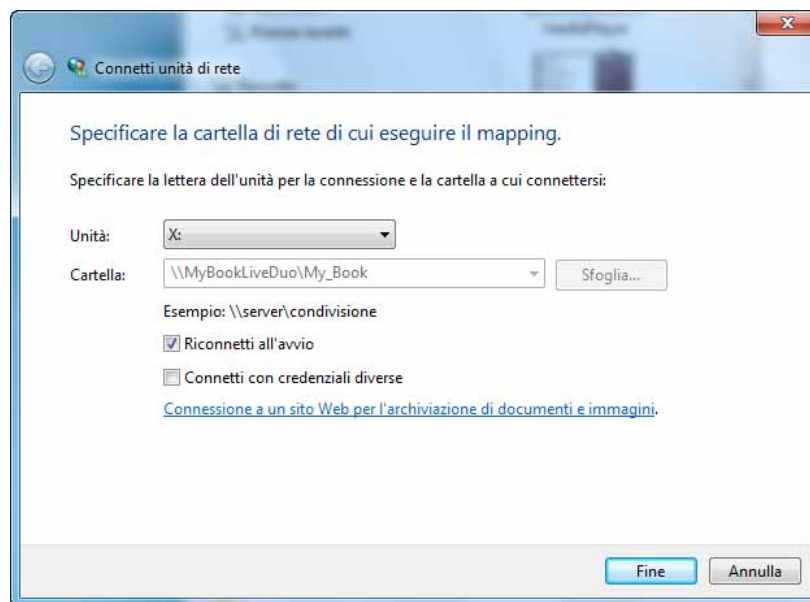 Connetti unità di rete
Specificare la cartella di rete di cui eseguire il mapping.
Specificare la lettera dell'unità per la connessione e la cartella a cui connettersi:
Unità: X:
Cartella: \\MyBookLiveDuo\My_Book Sfoglia...
Esempio: \\server\condivisione
Riconnetti all'avvio
Connetti con credenziali diverse
Connessione a un sito Web per l'archiviazione di documenti e immagini.
Fine Annulla